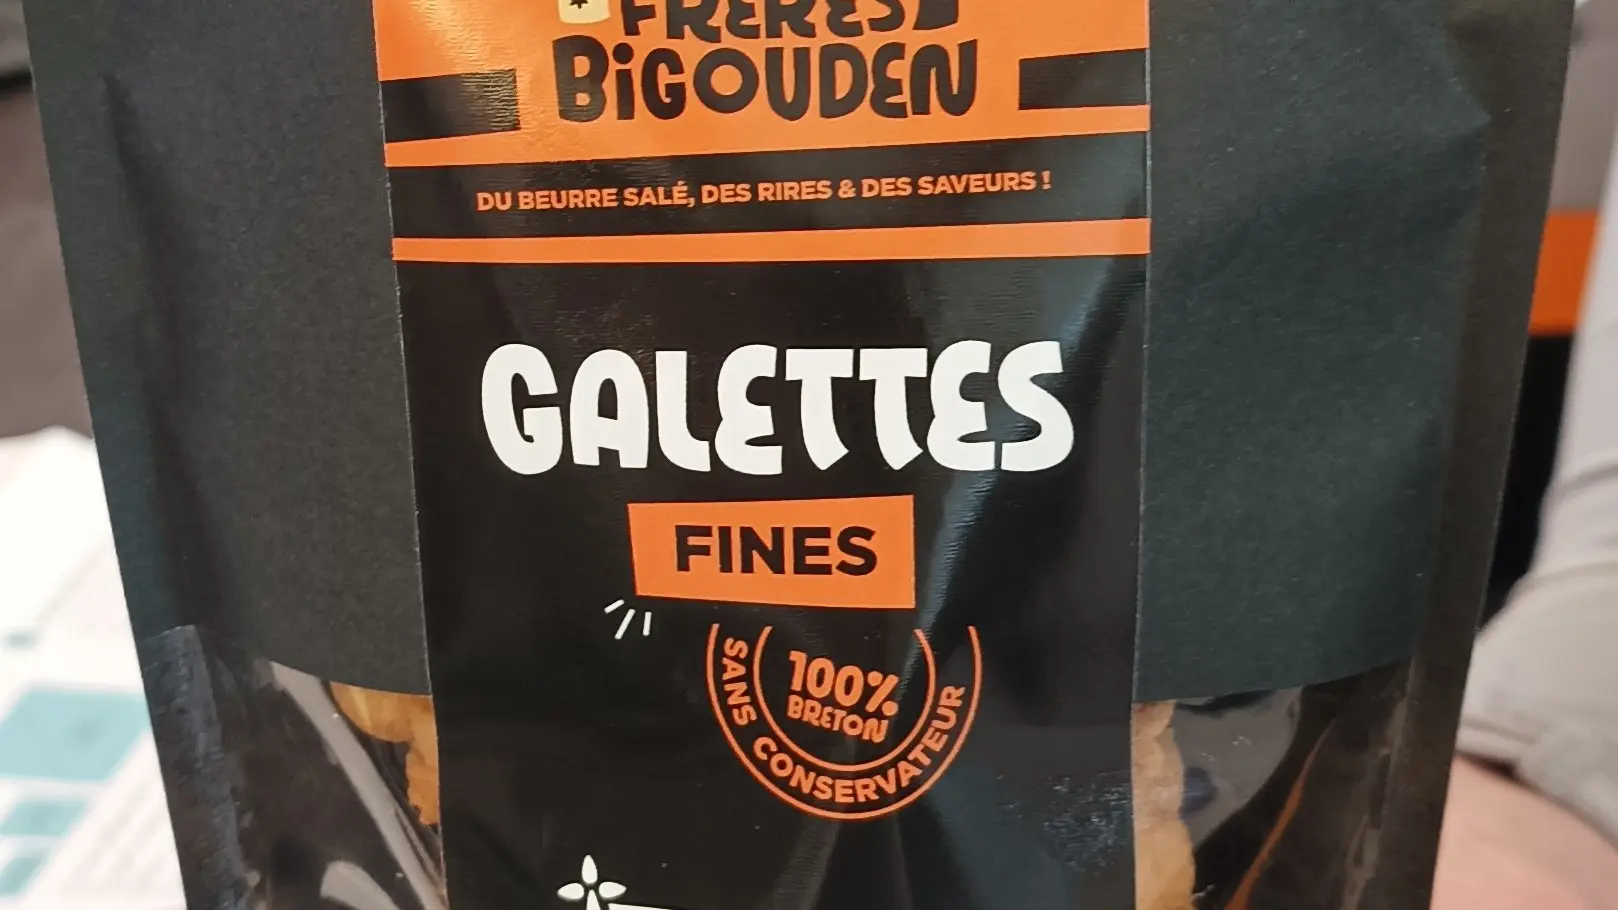 FRÈRES
BIGOUDEN
DU BEURRE SALÉ, DES RIRES & DES SAVEURS !
GALETTES
FINES
100%
BRETON
SANS CONSERVATEUR